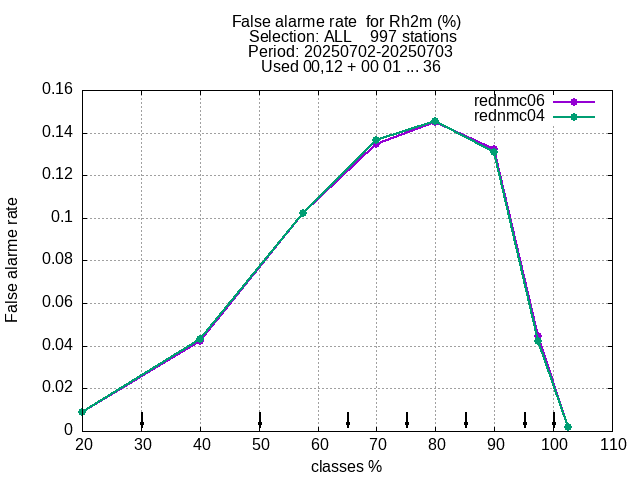 False alarme rate  for Rh2m (%)
Selection: ALL    997 stations
Period: 20250702-20250703
Used 00,12 + 00 01 ... 36
rednmc06
rednmc04
0.16
0.14
0.12
0.1
0.08
0.06
0.04
0.02
0
False alarme rate
20 30 40 50 60 70 80 90 100 110
classes %